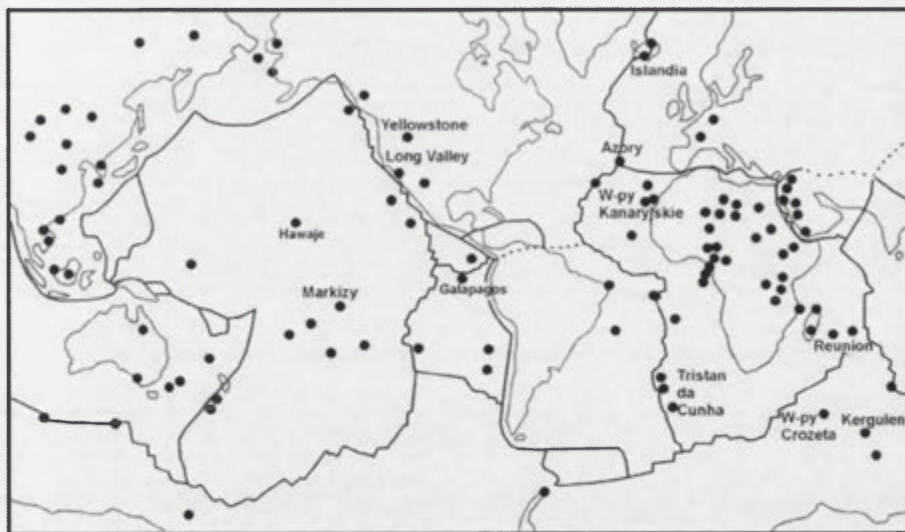 Islandia
Yellowstone
Long Valley
Azory
W-py
Kanaryjskie
Hawaje
Markizy
Galapagos
Reunion
Tristan
da
Cunha
W-py
Crozeta
Kergulen